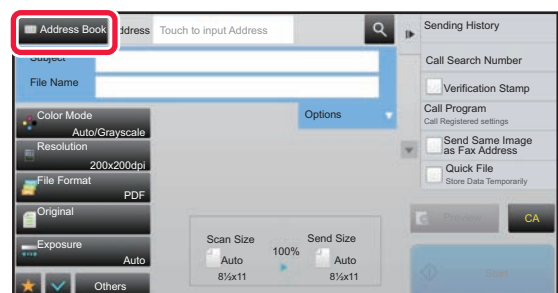 Address Book
ddress
Touch to input Address
Subject
File Name
Options
Color Mode
Auto/Grayscale
Resolution
200x200dpi
File Format
PDF
Original
Exposure
Auto
Others
Scan Size
Auto
8½x11
100%
Send Size
Auto
8½x11
Sending History
Call Search Number
Verification Stamp
Call Program
Call Registered settings
Send Same Image
as Fax Address
Quick File
Store Data Temporarily
Preview
CA
Start